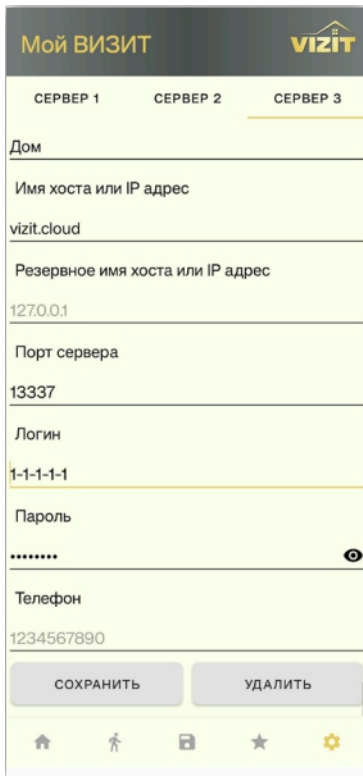 Мой ВИЗИТ
VIZIT
СЕРВЕР 1 СЕРВЕР 2 СЕРВЕР 3
Дом
Имя хоста или IP адрес
vizit.cloud
Резервное имя хоста или IP адрес
127.0.0.1
Порт сервера
13337
Логин
1-1-1-1-1
Пароль
••••••••
Телефон
1234567890
СОХРАНИТЬ УДАЛИТЬ